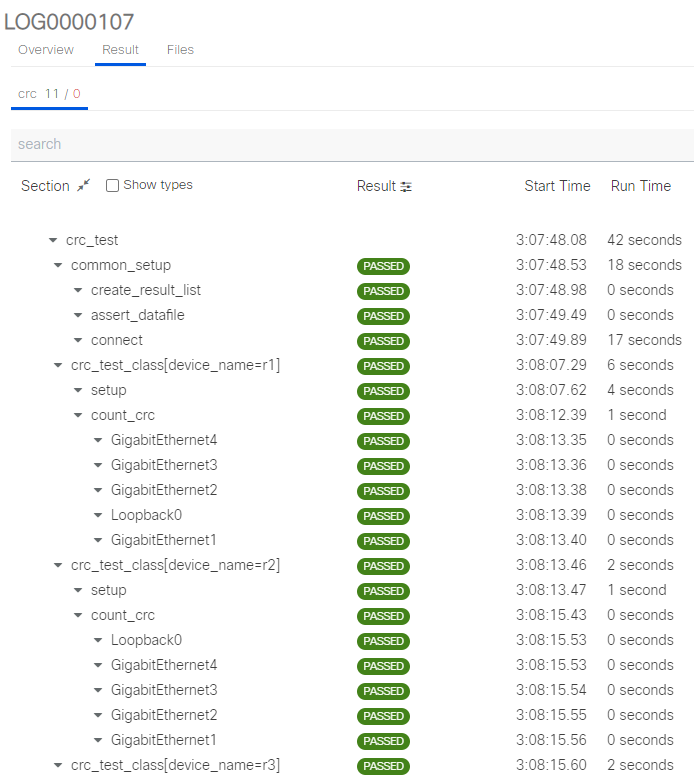 LOG0000107
Overview Result Files
crc 11 / 0
search
Section Show types Result Start Time Run Time
crc_test 3:07:48.08 42 seconds
common_setup PASSED 3:07:48.53 18 seconds
create_result_list PASSED 3:07:48.98 0 seconds
assert_datafile PASSED 3:07:49.49 0 seconds
connect PASSED 3:07:49.89 17 seconds
crc_test_class[device_name=r1] PASSED 3:08:07.29 6 seconds
setup PASSED 3:08:07.62 4 seconds
count_crc PASSED 3:08:12.39 1 second
GigabitEthernet4 PASSED 3:08:13.35 0 seconds
GigabitEthernet3 PASSED 3:08:13.36 0 seconds
GigabitEthernet2 PASSED 3:08:13.38 0 seconds
Loopback0 PASSED 3:08:13.39 0 seconds
GigabitEthernet1 PASSED 3:08:13.40 0 seconds
crc_test_class[device_name=r2] PASSED 3:08:13.46 2 seconds
setup PASSED 3:08:13.47 1 second
count_crc PASSED 3:08:15.43 0 seconds
Loopback0 PASSED 3:08:15.53 0 seconds
GigabitEthernet4 PASSED 3:08:15.53 0 seconds
GigabitEthernet3 PASSED 3:08:15.54 0 seconds
GigabitEthernet2 PASSED 3:08:15.55 0 seconds
GigabitEthernet1 PASSED 3:08:15.56 0 seconds
crc_test_class[device_name=r3] PASSED 3:08:15.60 2 seconds